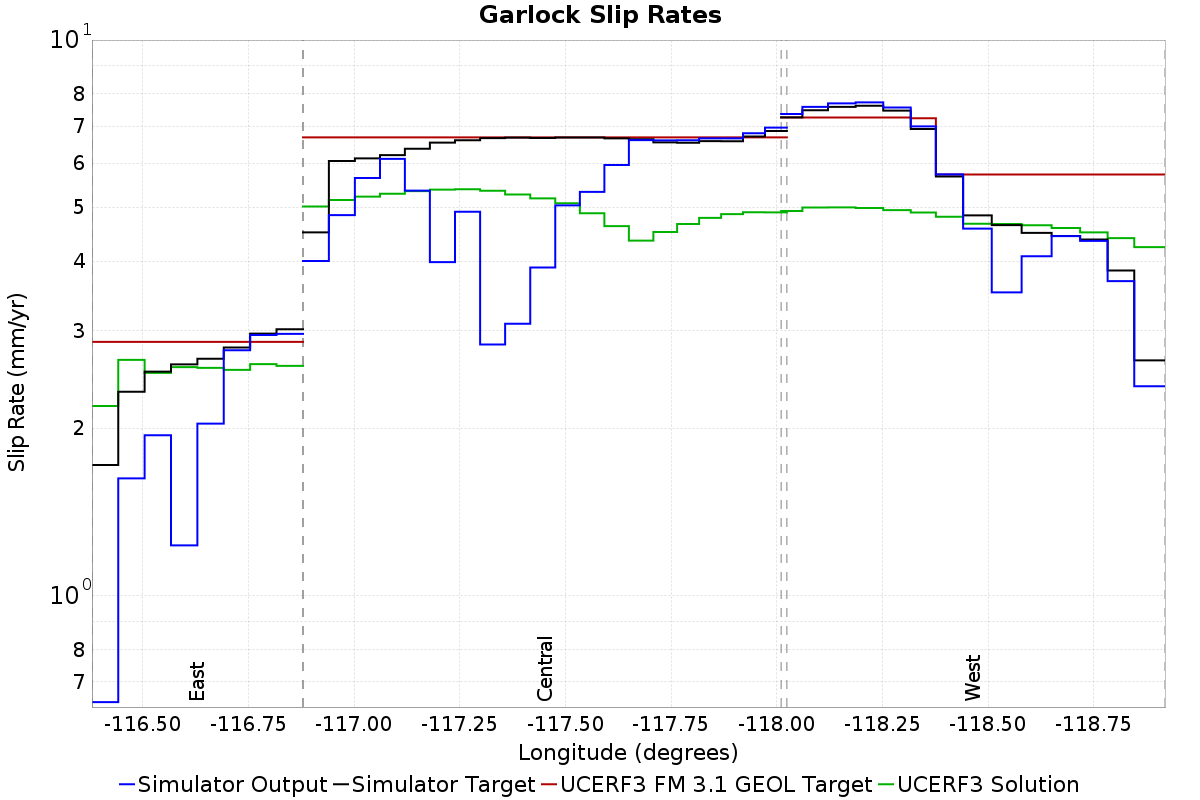 Garlock Slip Rates
10^1
8
7
6
5
4
3
2
10^0
8
7
Slip Rate (mm/yr)
East
Central
West
-116.50 -116.75 -117.00 -117.25 -117.50 -117.75 -118.00 -118.25 -118.50 -118.75
Longitude (degrees)
Simulator Output Simulator Target UCERF3 FM 3.1 GEOL Target UCERF3 Solution